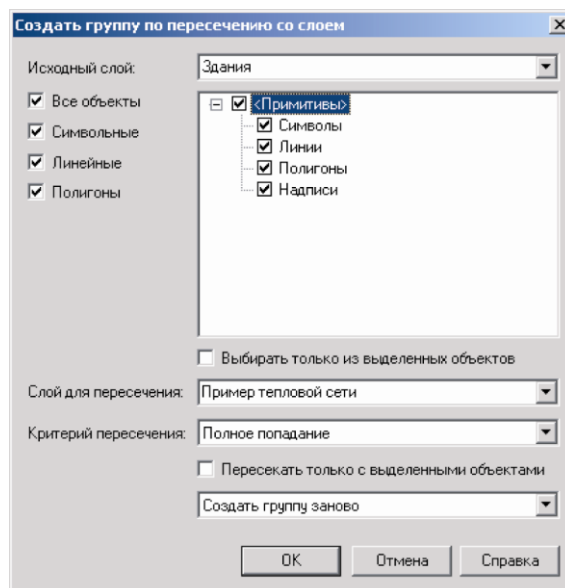 Создать группу по пересечению со слоем
Исходный слой: Здания
Все объекты
Символьные
Линейные
Полигоны
<Примитивы>
Символы
Линии
Полигоны
Надписи
Выбирать только из выделенных объектов
Слой для пересечения: Пример тепловой сети
Критерий пересечения: Полное попадание
Пересекать только с выделенными объектами
Создать группу заново
OK Отмена Справка